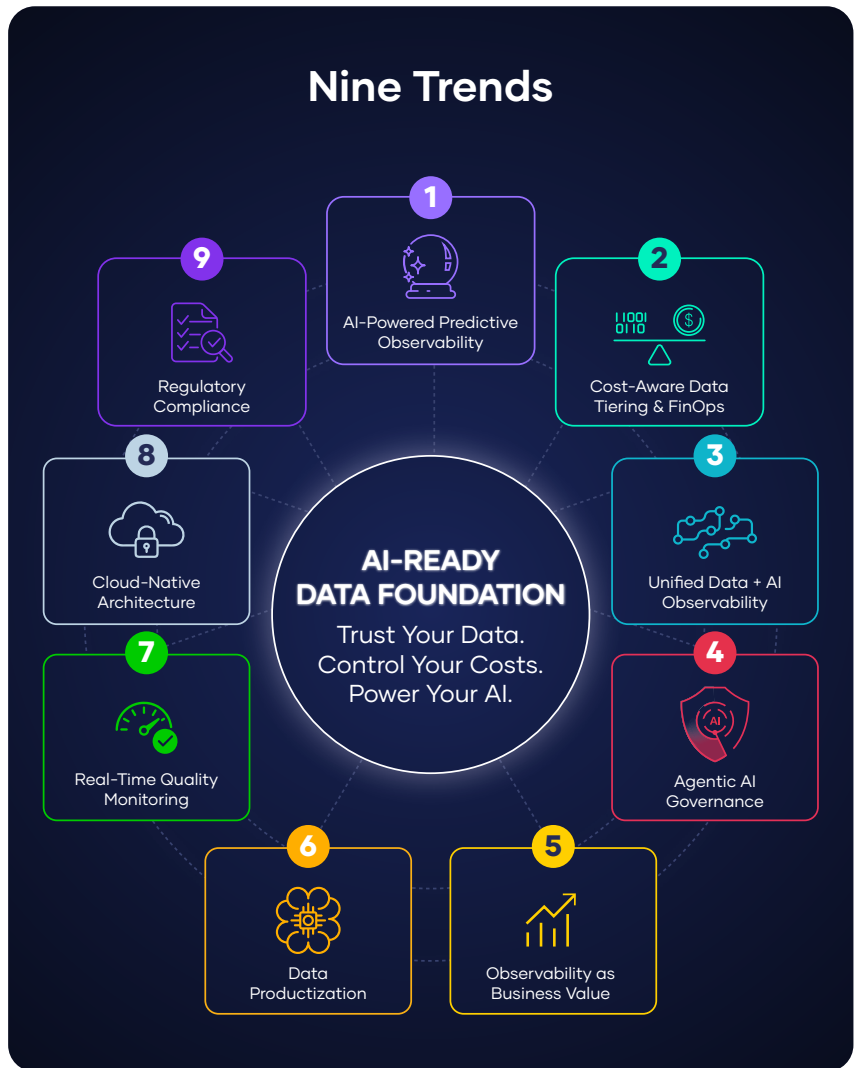 Nine Trends
1
AI-Powered Predictive
Observability
2
11001
0110
$
Cost-Aware Data
Tiering & FinOps
3
Unified Data + AI
Observability
4
AI
Agentic AI
Governance
5
Observability as
Business Value
6
Data
Productization
7
Real-Time Quality
Monitoring
8
Cloud-Native
Architecture
9
Regulatory
Compliance
AI-READY
DATA FOUNDATION
Trust Your Data.
Control Your Costs.
Power Your AI.